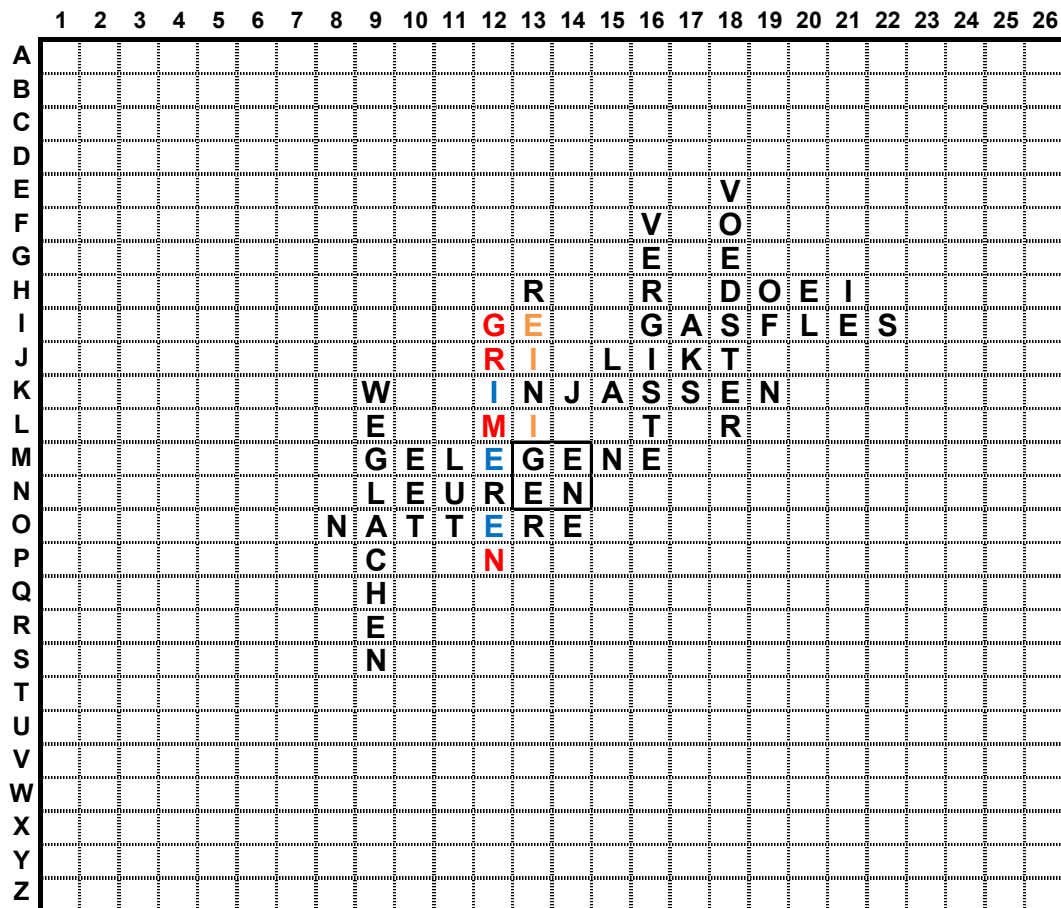 1 2 3 4 5 6 7 8 9 10 11 12 13 14 15 16 17 18 19 20 21 22 23 24 25 26
A
B
C
D
E V
F V O
G E E
H R R D O E I
I G E G A S F L E S
J R I L I K T
K W I N J A S S E N
L E M I T R
M G E L E G E N E
N L E U R E N
O N A T T E R E
P C N
Q H
R E
S N
T
U
V
W
X
Y
Z